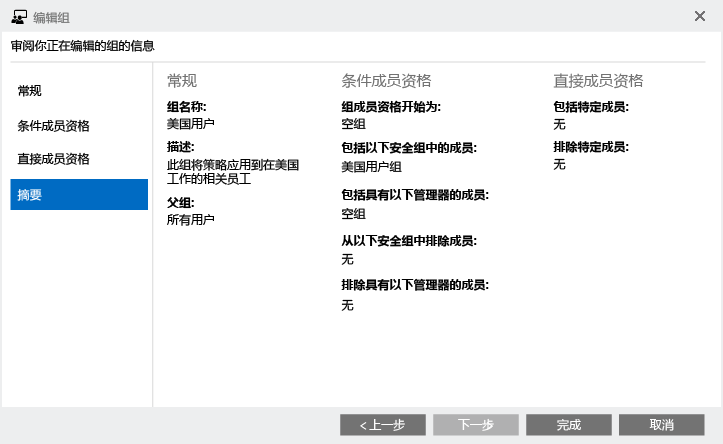 编辑组
审阅你正在编辑的组的信息
常规
条件成员资格
直接成员资格
摘要
常规
组名称:
美国用户
描述:
此组将策略应用到在美国
工作的相关员工
父组:
所有用户
条件成员资格
组成员资格开始为:
空组
包括以下安全组中的成员:
美国用户组
包括具有以下管理器的成员:
空组
从以下安全组中排除成员:
无
排除具有以下管理器的成员:
无
直接成员资格
包括特定成员:
无
排除特定成员:
无
<上一步
下一步
完成
取消